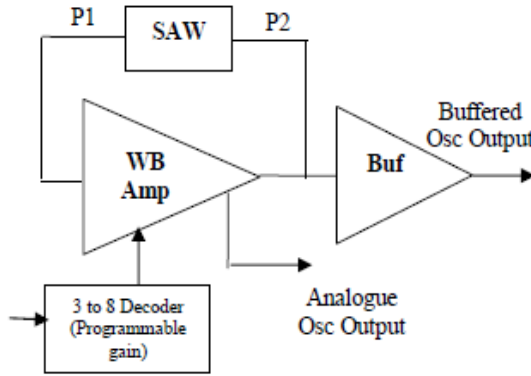 P1
SAW
P2
WB
Amp
Buf
Buffered
Osc Output
3 to 8 Decoder
(Programmable
gain)
Analogue
Osc Output